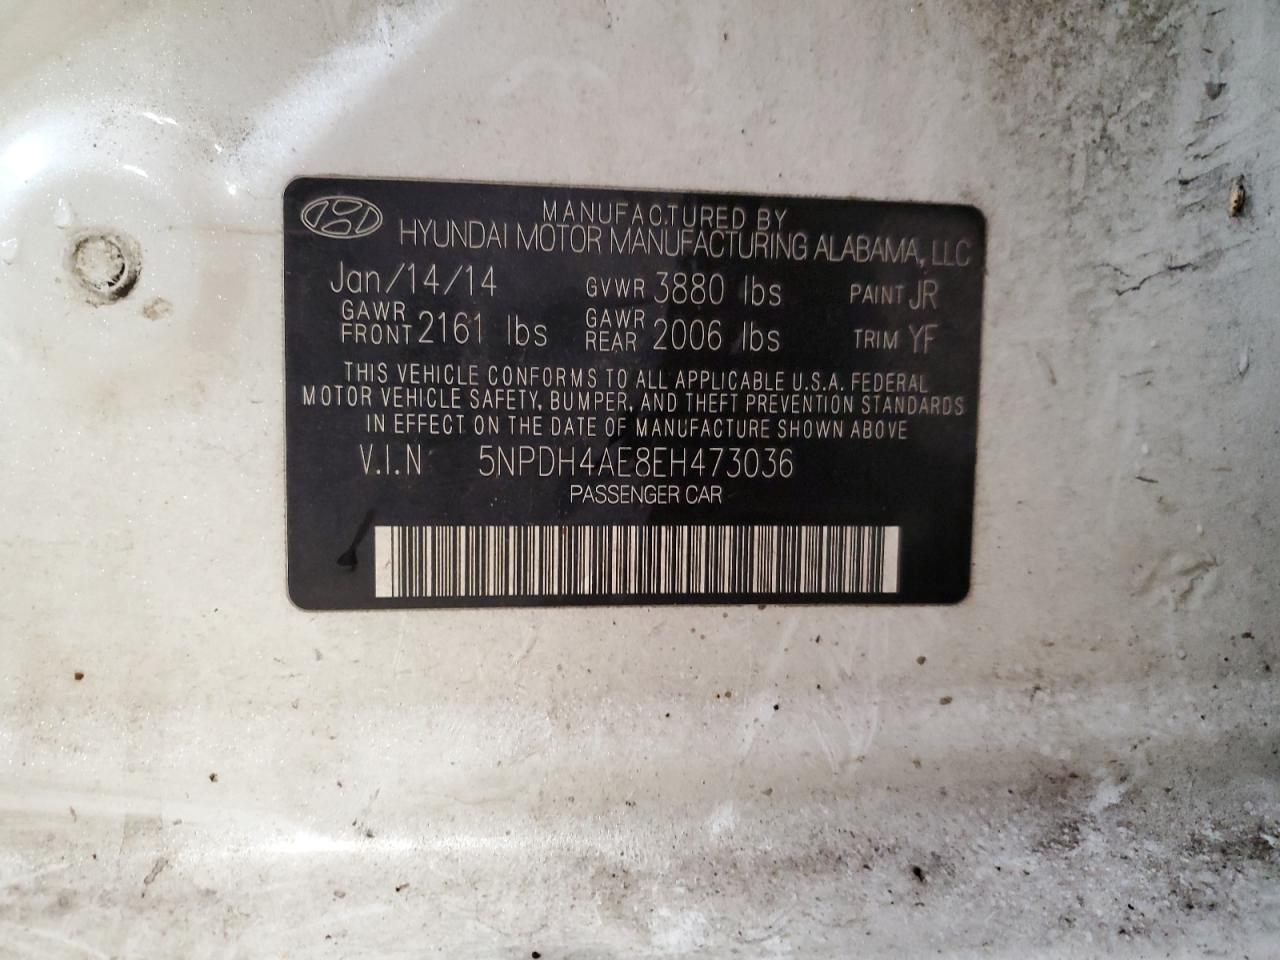 MANUFACTURED BY
HYUNDAI MOTOR MANUFACTURING ALABAMA, LLC
Jan/14/14 GVWR 3880 lbs PAINT JR
GAWR FRONT 2161 lbs GAWR REAR 2006 lbs TRIM YF
THIS VEHICLE CONFORMS TO ALL APPLICABLE U.S.A. FEDERAL
MOTOR VEHICLE SAFETY, BUMPER, AND THEFT PREVENTION STANDARDS
IN EFFECT ON THE DATE OF MANUFACTURE SHOWN ABOVE
V.I.N 5NPDH4AE8EH473036
PASSENGER CAR